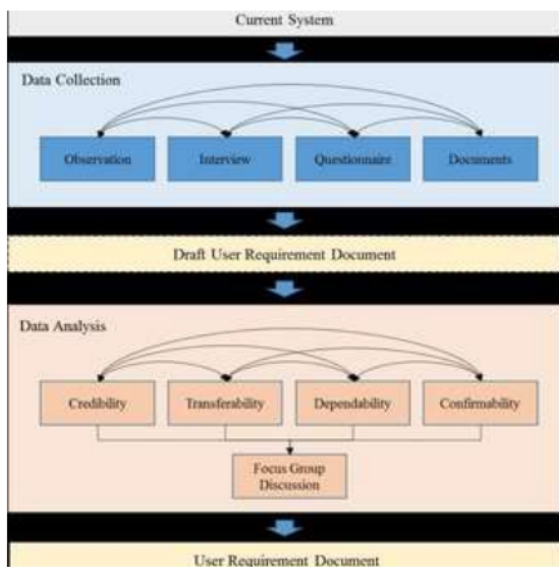 Current System
Data Collection
Observation
Interview
Questionnaire
Documents
Draft User Requirement Document
Data Analysis
Credibility
Transferability
Dependability
Confirmability
Focus Group
Discussion
User Requirement Document